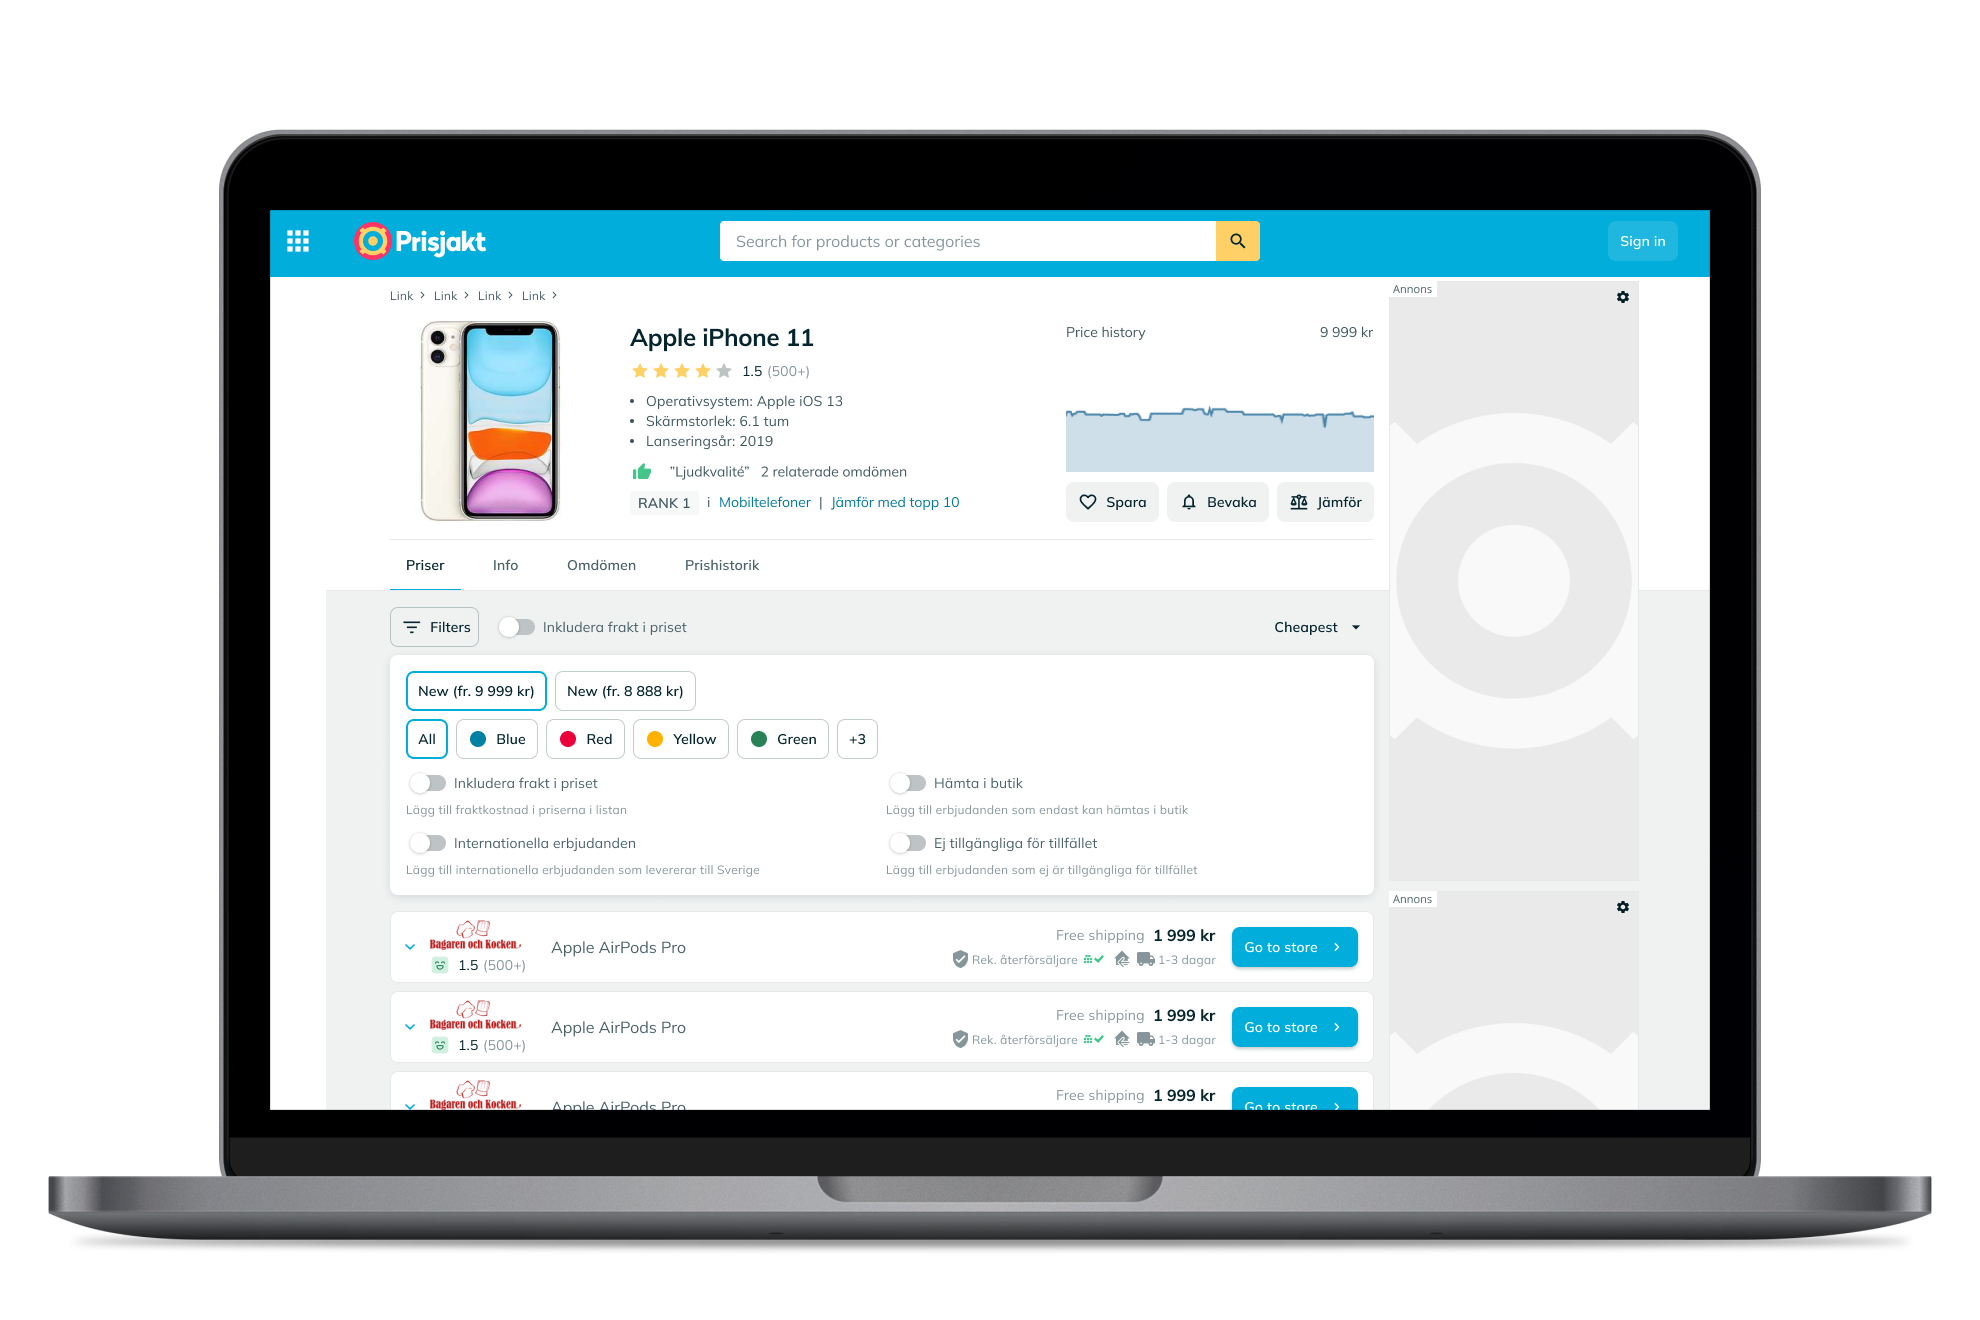 Prisjakt
Search for products or categories
Sign in
Link Link Link Link
Apple iPhone 11
1.5 (500+)
Operativsystem: Apple iOS 13
Skärmstorlek: 6.1 tum
Lanseringsår: 2019
"Ljudkvalité" 2 relaterade omdömen
RANK 1 i Mobiltelefoner | Jämför med topp 10
Price history 9 999 kr
Spara Bevaka Jämför
Annons
Priser Info Omdömen Prishistorik
Filters Inkludera frakt i priset Cheapest
New (fr. 9 999 kr) New (fr. 8 888 kr)
All Blue Red Yellow Green +3
Inkludera frakt i priset
Lägg till fraktkostnad i priserna i listan
Hämta i butik
Lägg till erbjudanden som endast kan hämtas i butik
Internationella erbjudanden
Lägg till internationella erbjudanden som levererar till Sverige
Ej tillgängliga för tillfället
Lägg till erbjudanden som ej är tillgängliga för tillfället
Annons
Bagaren och Kocken
1.5 (500+)
Apple AirPods Pro
Free shipping 1 999 kr
Rek. återförsäljare 1-3 dagar
Go to store
Bagaren och Kocken
1.5 (500+)
Apple AirPods Pro
Free shipping 1 999 kr
Rek. återförsäljare 1-3 dagar
Go to store
Bagaren och Kocken
Apple AirPods Pro
Free shipping 1 999 kr
Go to store